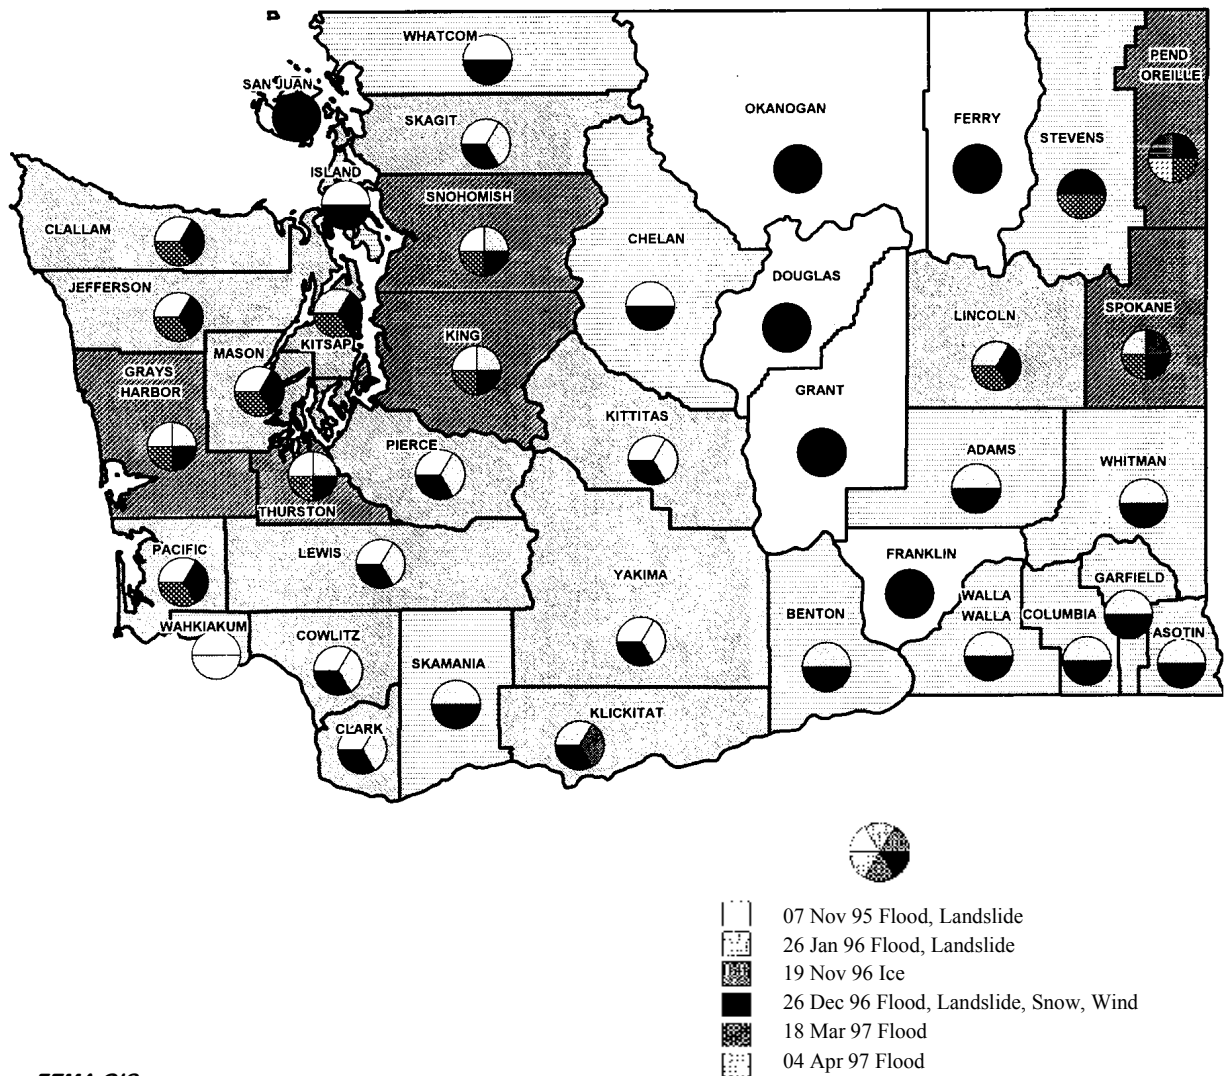 WHATCOM
SAN JUAN
SKAGIT
OKANOGAN
FERRY
STEVENS
PEND
OREILLE
ISLAND
SNOHOMISH
CLALLAM
CHELAN
JEFFERSON
DOUGLAS
KING
KITSAP
MASON
LINCOLN
SPOKANE
GRAYS
HARBOR
GRANT
KITTITAS
PIERCE
ADAMS
WHITMAN
THURSTON
PACIFIC
LEWIS
YAKIMA
FRANKLIN
GARFIELD
WALLA
WALLA
COLUMBIA
BENTON
ASOTIN
WAHKIAKUM
COWLITZ
SKAMANIA
KLICKITAT
CLARK
07 Nov 95 Flood, Landslide
26 Jan 96 Flood, Landslide
19 Nov 96 Ice
26 Dec 96 Flood, Landslide, Snow, Wind
18 Mar 97 Flood
04 Apr 97 Flood